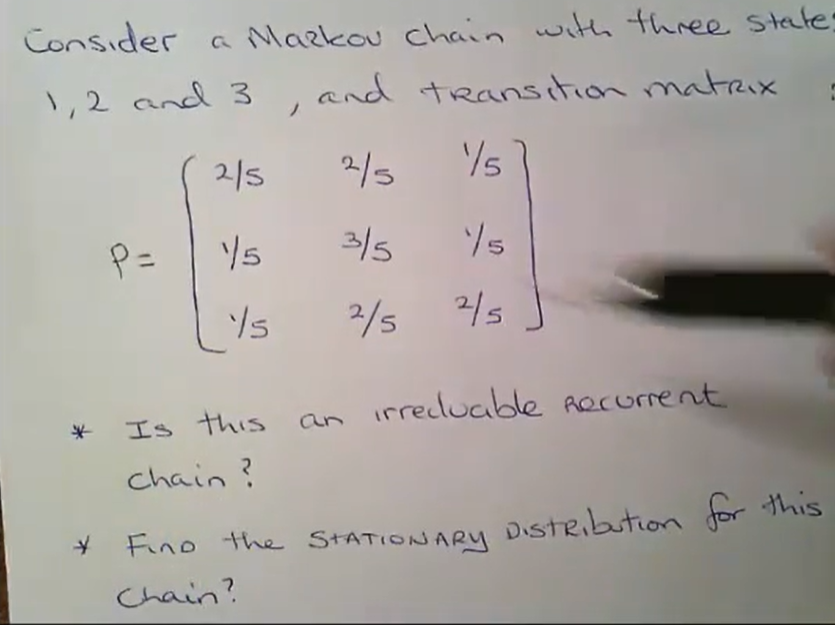 Consider a Markov chain with three state
1, 2 and 3 , and transition matrix :
P =
2/5 2/5 1/5
1/5 3/5 1/5
1/5 2/5 2/5
* Is this an irreducable Recurrent
chain?
* Find the STATIONARY Distribution for this
Chain?